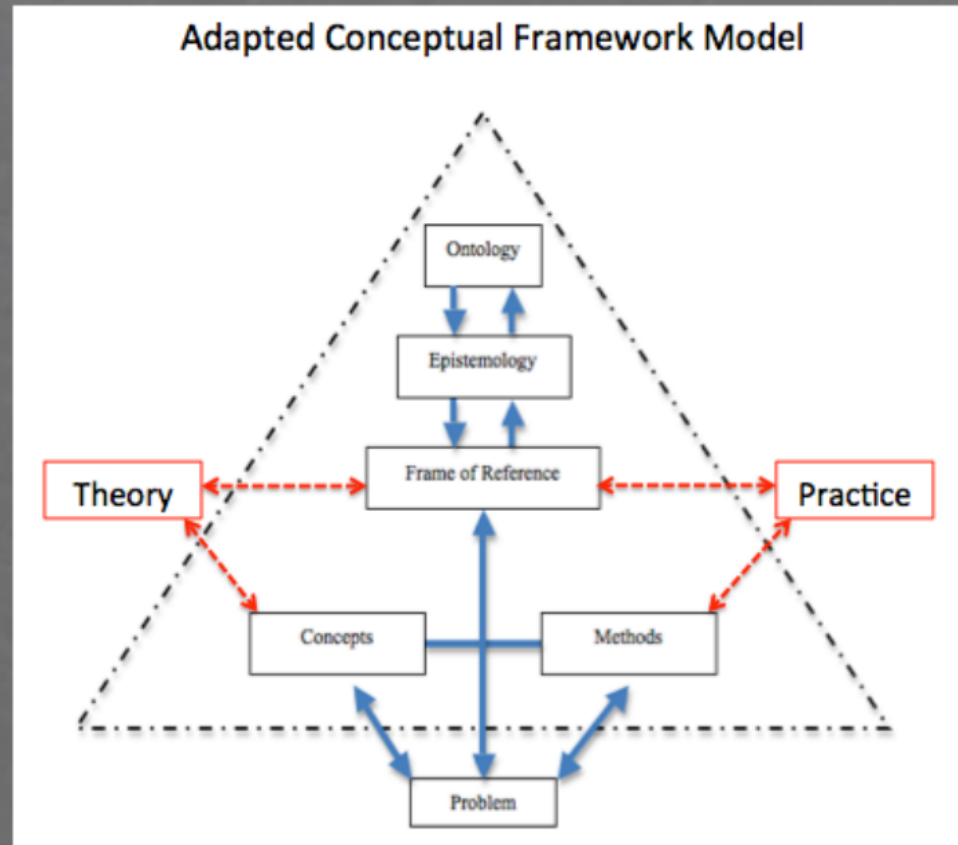 Adapted Conceptual Framework Model
Ontology
Epistemology
Frame of Reference
Theory
Practice
Concepts
Methods
Problem